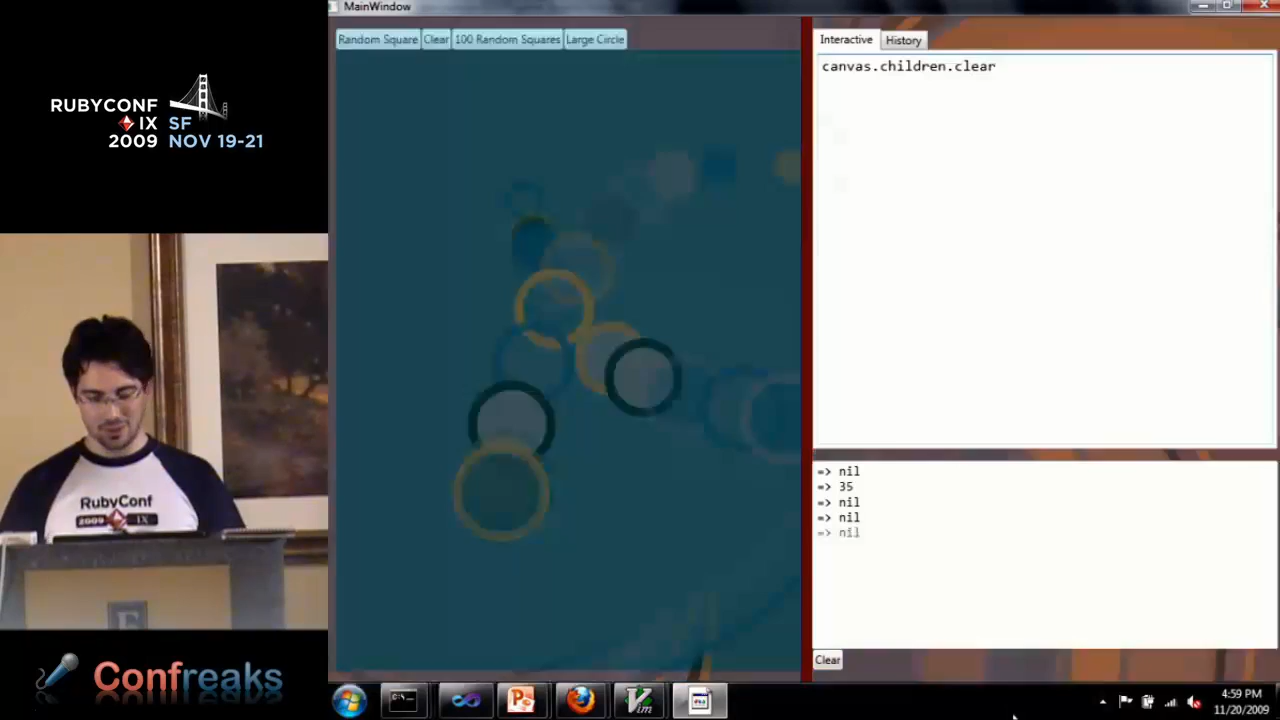 RUBYCONF
IX SF
2009 NOV 19-21
RubyConf
2009 IX
Confreaks
MainWindow
Random Square
Clear
100 Random Squares
Large Circle
Interactive
History
canvas.children.clear
=> nil
=> 35
=> nil
=> nil
=> nil
Clear
4:59 PM
11/20/2009